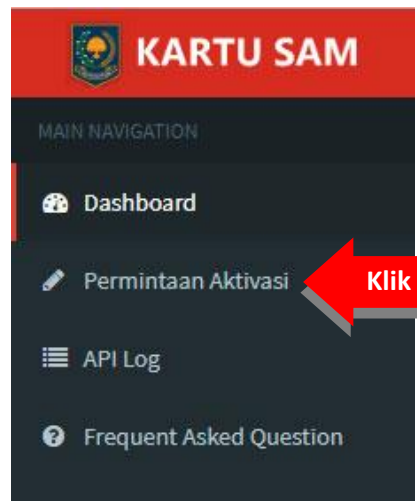 KARTU SAM
MAIN NAVIGATION
Dashboard
Permintaan Aktivasi
Klik
API Log
Frequent Asked Question